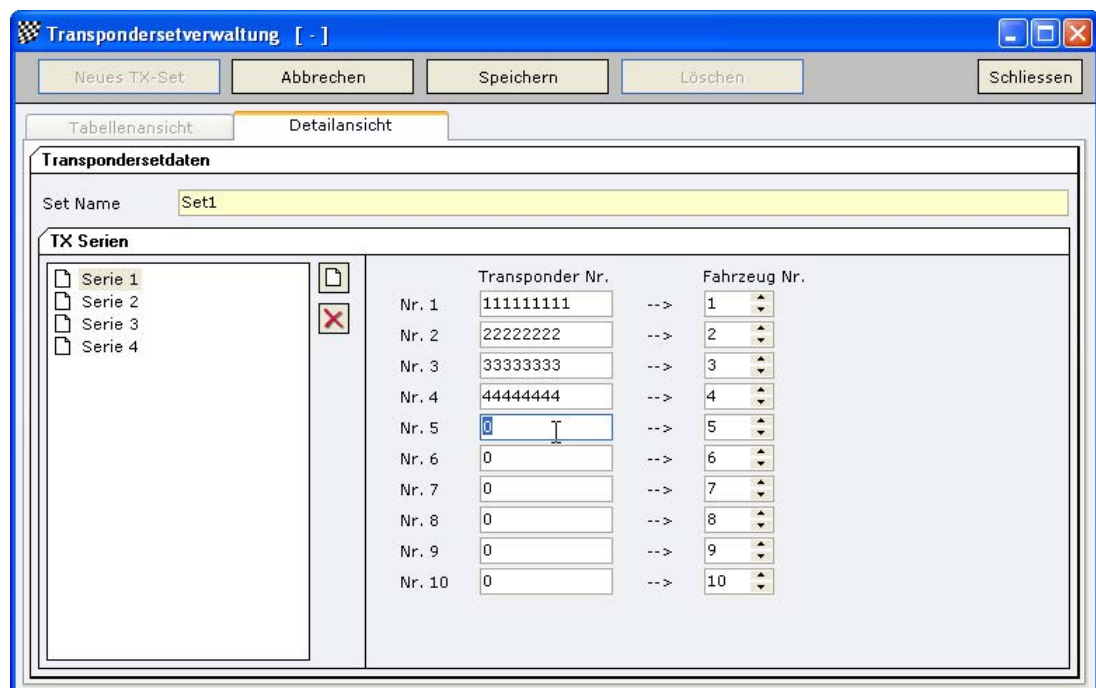 Transpondersetverwaltung [ - ]
Neues TX-Set Abbrechen Speichern Löschen Schliessen
Tabellenansicht Detailansicht
Transpondersetdaten
Set Name Set1
TX Serien
Serie 1
Serie 2
Serie 3
Serie 4
Transponder Nr. Fahrzeug Nr.
Nr. 1 111111111 --> 1
Nr. 2 22222222 --> 2
Nr. 3 33333333 --> 3
Nr. 4 44444444 --> 4
Nr. 5 0 --> 5
Nr. 6 0 --> 6
Nr. 7 0 --> 7
Nr. 8 0 --> 8
Nr. 9 0 --> 9
Nr. 10 0 --> 10